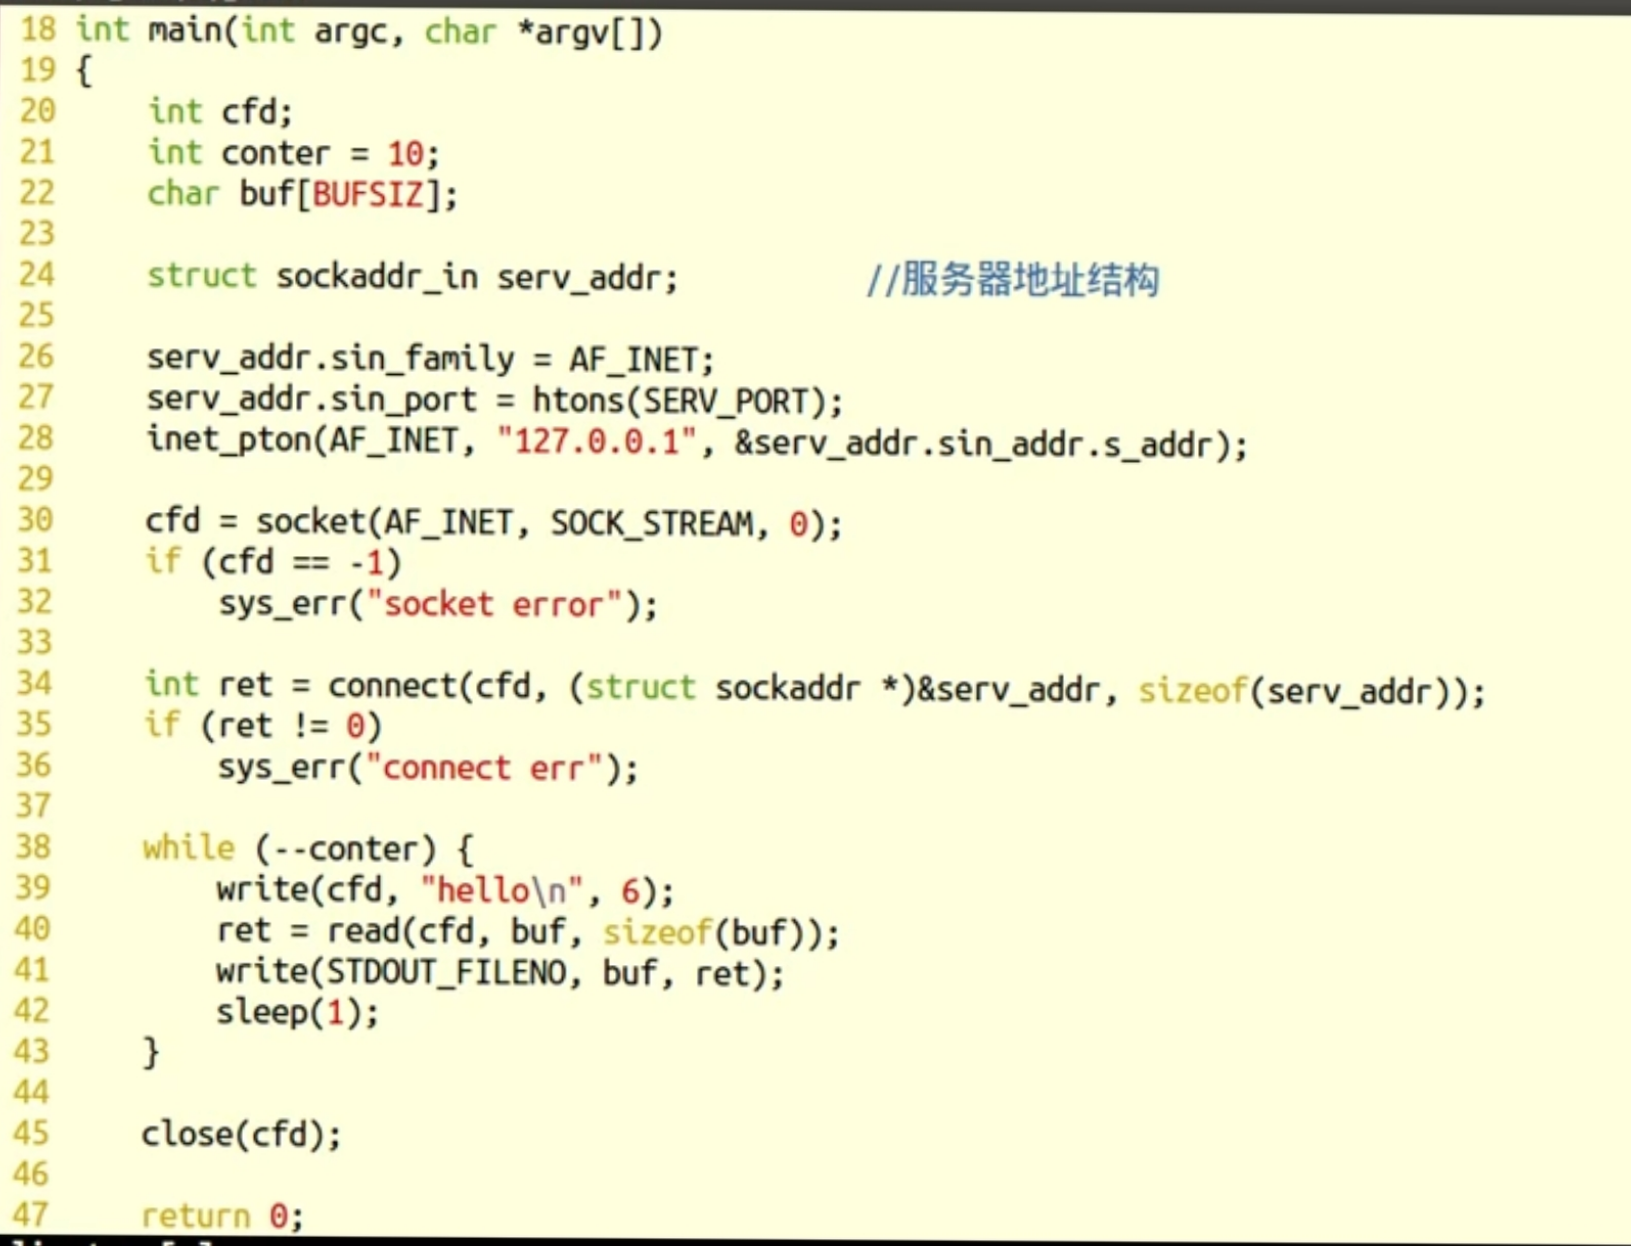 18 int main(int argc, char *argv[])
19 {
20     int cfd;
21     int conter = 10;
22     char buf[BUFSIZ];
23
24     struct sockaddr_in serv_addr;          //服务器地址结构
25
26     serv_addr.sin_family = AF_INET;
27     serv_addr.sin_port = htons(SERV_PORT);
28     inet_pton(AF_INET, "127.0.0.1", &serv_addr.sin_addr.s_addr);
29
30     cfd = socket(AF_INET, SOCK_STREAM, 0);
31     if (cfd == -1)
32         sys_err("socket error");
33
34     int ret = connect(cfd, (struct sockaddr *)&serv_addr, sizeof(serv_addr));
35     if (ret != 0)
36         sys_err("connect err");
37
38     while (--conter) {
39         write(cfd, "hello\n", 6);
40         ret = read(cfd, buf, sizeof(buf));
41         write(STDOUT_FILENO, buf, ret);
42         sleep(1);
43     }
44
45     close(cfd);
46
47     return 0;